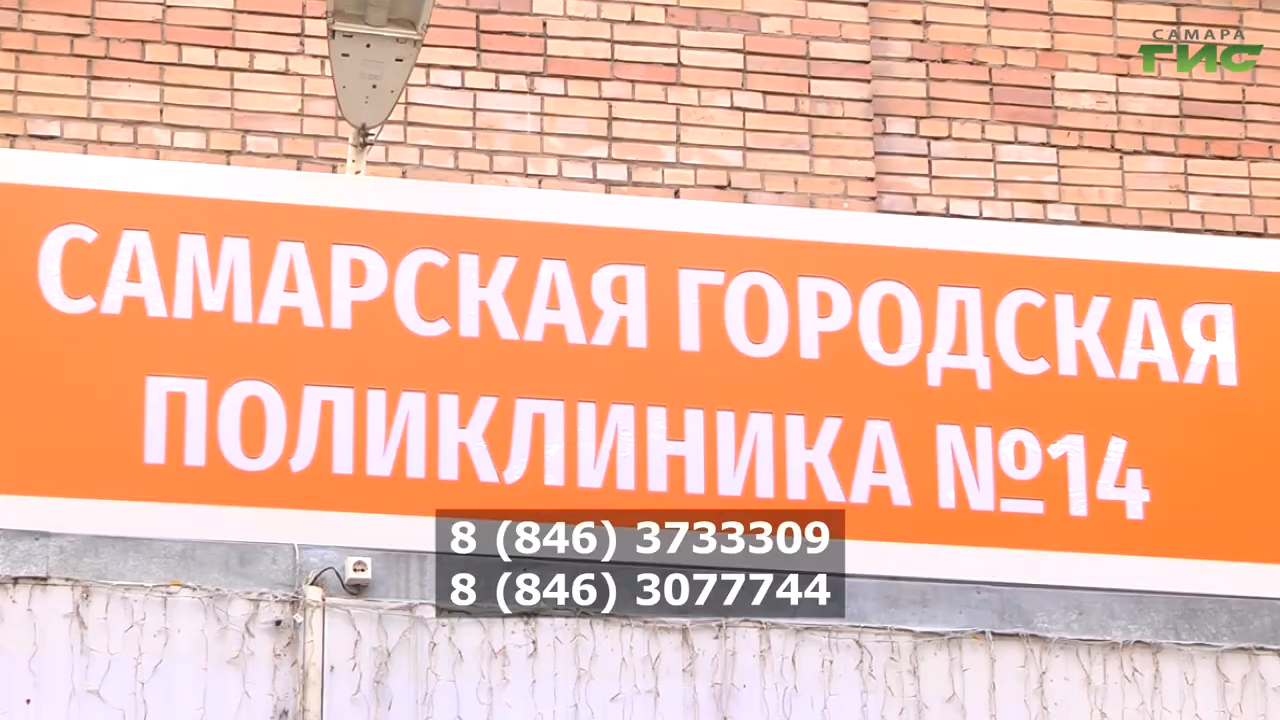 САМАРА
ГИС
САМАРСКАЯ ГОРОДСКАЯ
ПОЛИКЛИНИКА №14
8 (846) 3733309
8 (846) 3077744